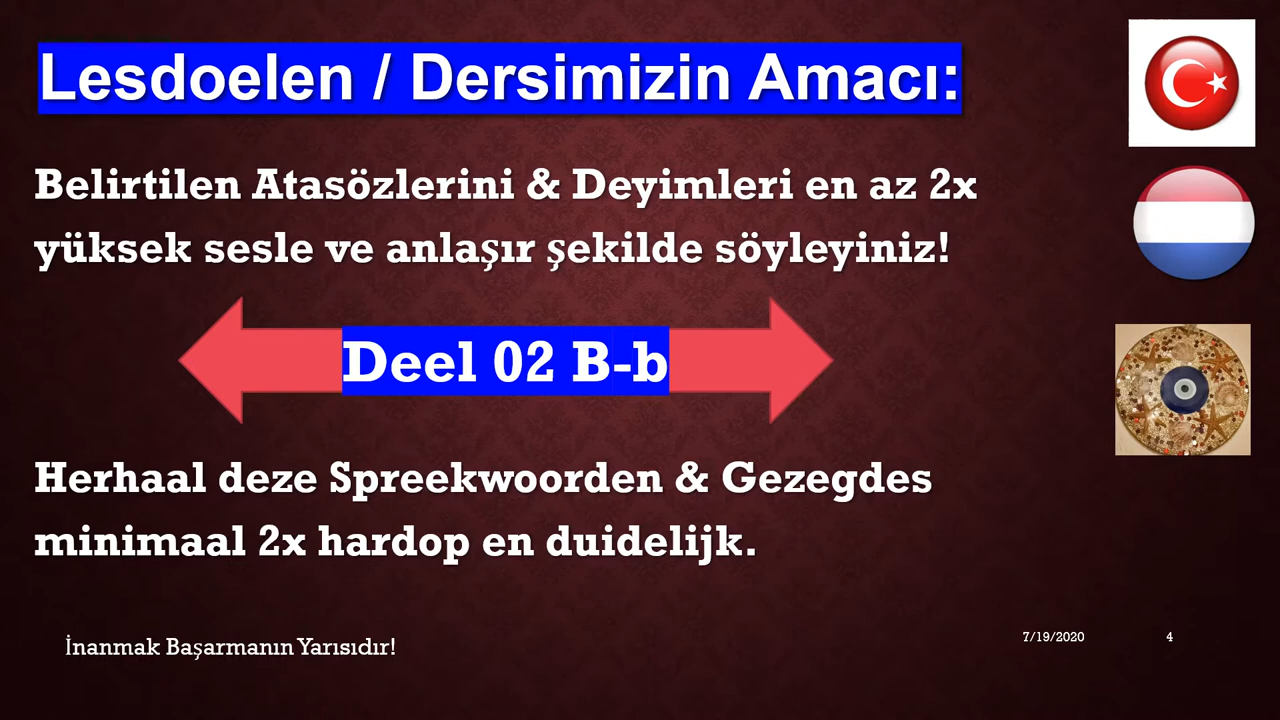 Lesdoelen / Dersimizin Amacı:
Belirtilen Atasözlerini & Deyimleri en az 2x
yüksek sesle ve anlaşır şekilde söyleyiniz!
Deel 02 B-b
Herhaal deze Spreekwoorden & Gezegdes
minimaal 2x hardop en duidelijk.
İnanmak Başarmanın Yarısıdır!
7/19/2020
4